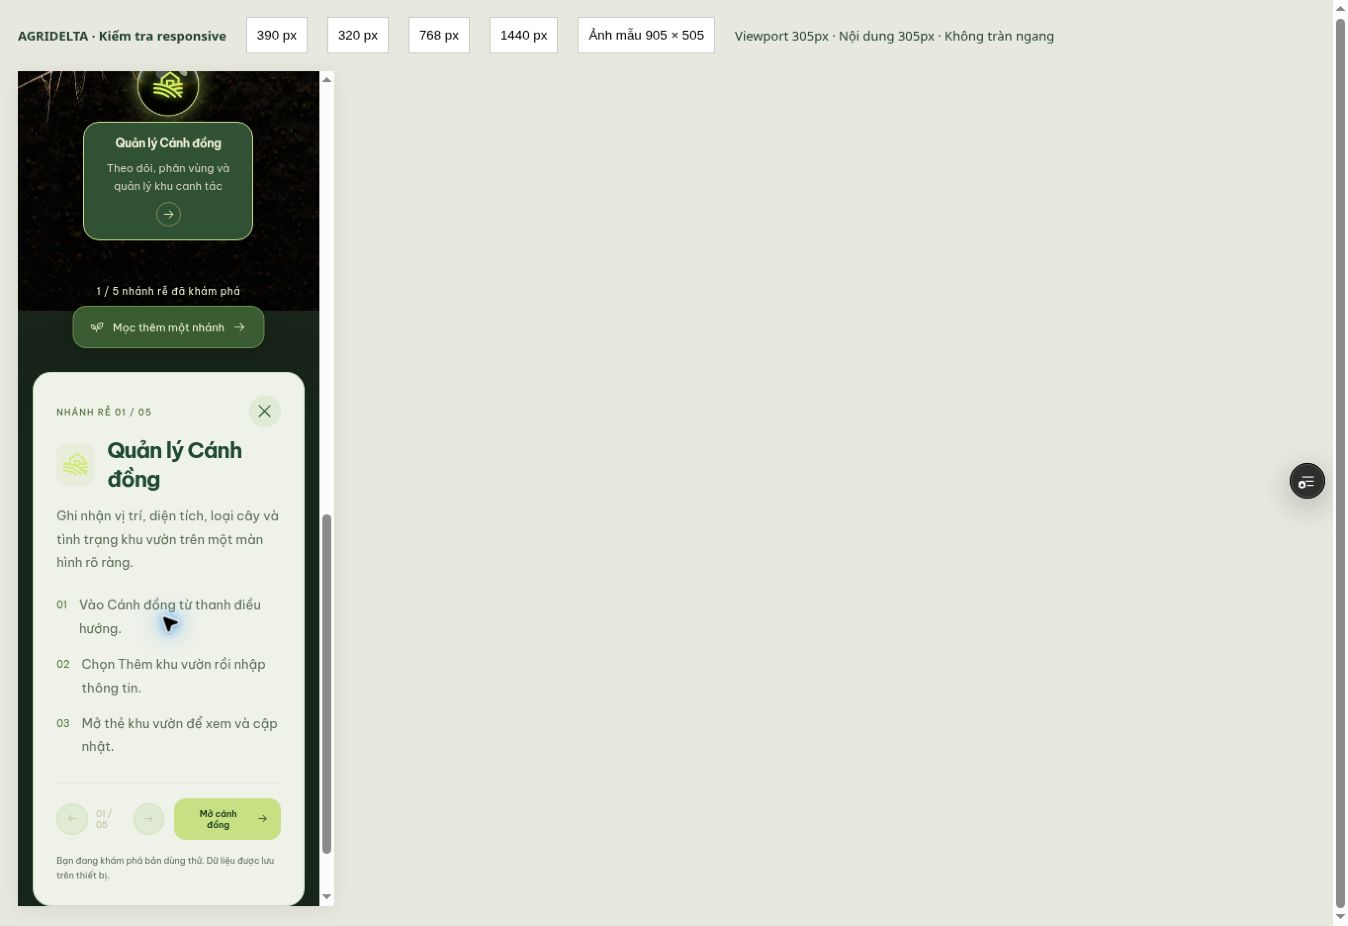 AGRIDELTA · Kiểm tra responsive
390 px
320 px
768 px
1440 px
Ảnh mẫu 905 × 505
Viewport 305px · Nội dung 305px · Không tràn ngang
Quản lý Cánh đồng
Theo dõi, phân vùng và
quản lý khu canh tác
1 / 5 nhánh rễ đã khám phá
Mọc thêm một nhánh
NHÁNH RỄ 01 / 05
Quản lý Cánh
đồng
Ghi nhận vị trí, diện tích, loại cây và
tình trạng khu vườn trên một màn
hình rõ ràng.
01 Vào Cánh đồng từ thanh điều
hướng.
02 Chọn Thêm khu vườn rồi nhập
thông tin.
03 Mở thẻ khu vườn để xem và cập
nhật.
01 /
05
Mở cánh
đồng
Bạn đang khám phá bản dùng thử. Dữ liệu được lưu
trên thiết bị.